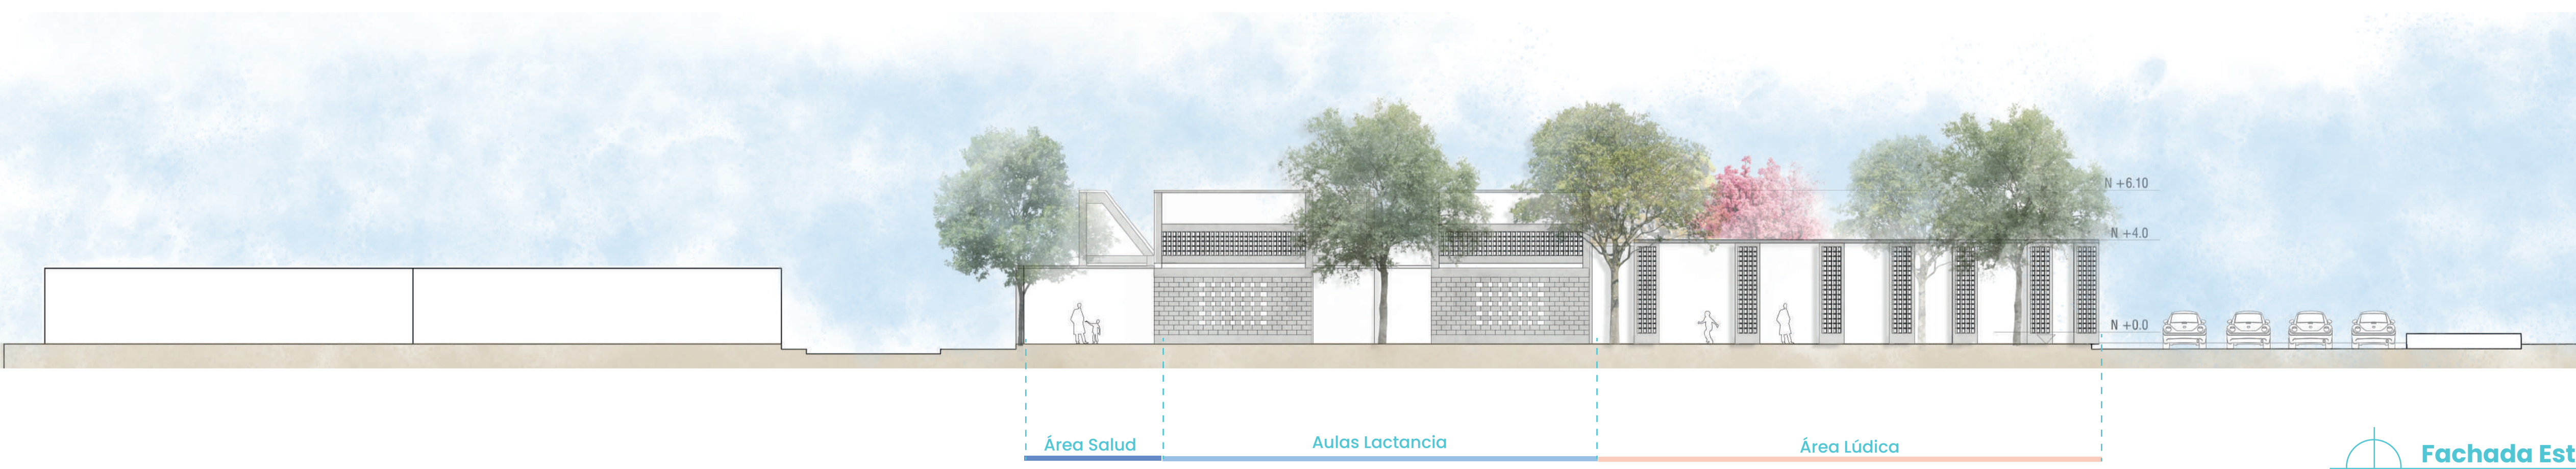 N +6.10
N +4.0
N +0.0
Área Salud
Aulas Lactancia
Área Lúdica
Fachada Est